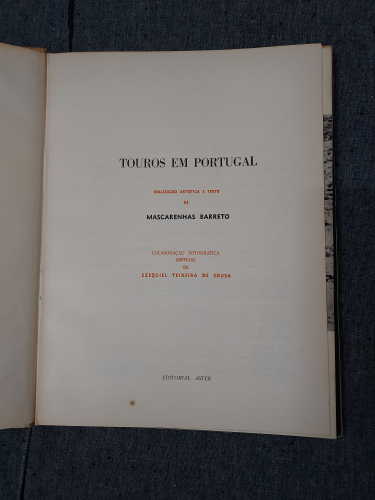 TOUROS EM PORTUGAL
REALIZAÇÃO ARTÍSTICA E TEXTO
DE
MASCARENHAS BARRETO
COLABORAÇÃO FOTOGRÁFICA
ESPECIAL
DE
EZEQUIEL TEIXEIRA DE SOUSA
EDITORIAL ASTER